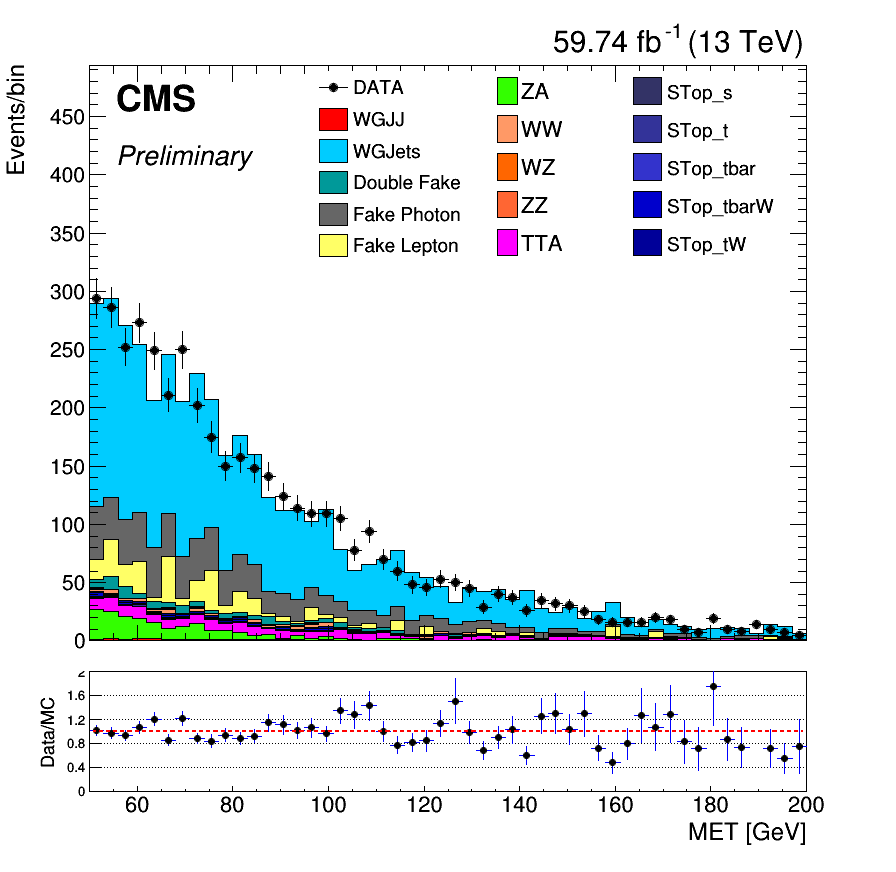 59.74 fb⁻¹ (13 TeV)
Events/bin
CMS
Preliminary
DATA
WGJJ
WGJets
Double Fake
Fake Photon
Fake Lepton
ZA
WW
WZ
ZZ
TTA
STop_s
STop_t
STop_tbar
STop_tbarW
STop_tW
450
400
350
300
250
200
150
100
50
0
Data/MC
2
1.6
1.2
0.8
0.4
0
60 80 100 120 140 160 180 200
MET [GeV]